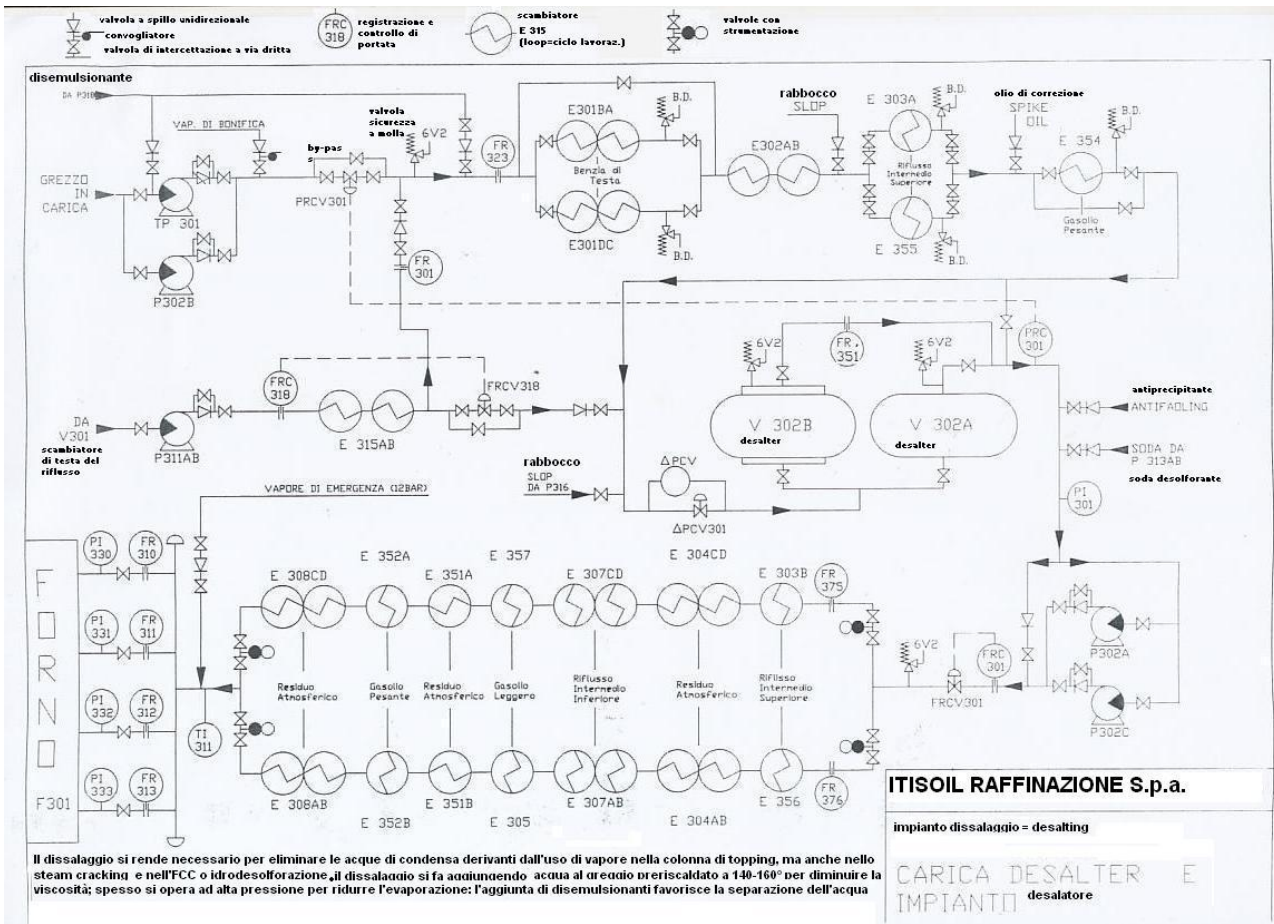 valvola a spillo unidirezionale
convogliatore
valvola di intercettazione a via dritta
FRC
318
registrazione e
controllo di
portata
scambiatore
E 315
(loop=ciclo lavoraz.)
valvole con
strumentazione
disemulsionante
DA P310
VAP. DI BONIFICA
GREZZO
IN
CARICA
TP 301
P302B
by-pas
s
PRCV301
valvola
sicurezza
a molla
6V2
FR
323
FR
301
E301BA
B.D.
Benzia di
Testa
E301DC
B.D.
E302AB
rabbocco
SLOP
E 303A
B.D.
Riflusso
Intermedio
Superiore
E 355
B.D.
olio di correzione
SPIKE
OIL
B.D.
E 354
Gasolio
Pesante
PRC
301
FRC
318
FRCV318
DA
V301
scambiatore
di testa del
riflusso
P311AB
E 315AB
6V2
FR.
351
6V2
V 302B
desalter
V 302A
desalter
antiprecipitante
ANTIFAOLING
SODA DA
P 313AB
soda desolforante
PI
301
rabbocco
SLOP
DA P316
ΔPCV
ΔPCV301
VAPORE DI EMERGENZA (12BAR)
FORNO
F301
PI
330
FR
310
PI
331
FR
311
PI
332
FR
312
PI
333
FR
313
TI
311
E 308CD
E 352A
E 351A
E 357
E 307CD
E 304CD
E 303B
FR
375
Residuo
Atmosferico
Gasolio
Pesante
Residuo
Atmosferico
Gasolio
Leggero
Riflusso
Intermedio
Inferiore
Residuo
Atmosferico
Riflusso
Intermedio
Superiore
E 308AB
E 352B
E 351B
E 305
E 307AB
E 304AB
E 356
FR
376
6V2
FRCV301
FRC
301
P302A
P302C
ITISOIL RAFFINAZIONE S.p.a.
impianto dissalaggio = desalting
CARICA DESALTER E
IMPIANTO desalatore
Il dissalaggio si rende necessario per eliminare le acque di condensa derivanti dall'uso di vapore nella colonna di topping, ma anche nello
steam cracking e nell'FCC o idrodesolforazione, il dissalaggio si fa aggiungendo acqua al greggio preriscaldato a 140-160° per diminuire la
viscosità; spesso si opera ad alta pressione per ridurre l'evaporazione: l'aggiunta di disemulsionanti favorisce la separazione dell'acqua